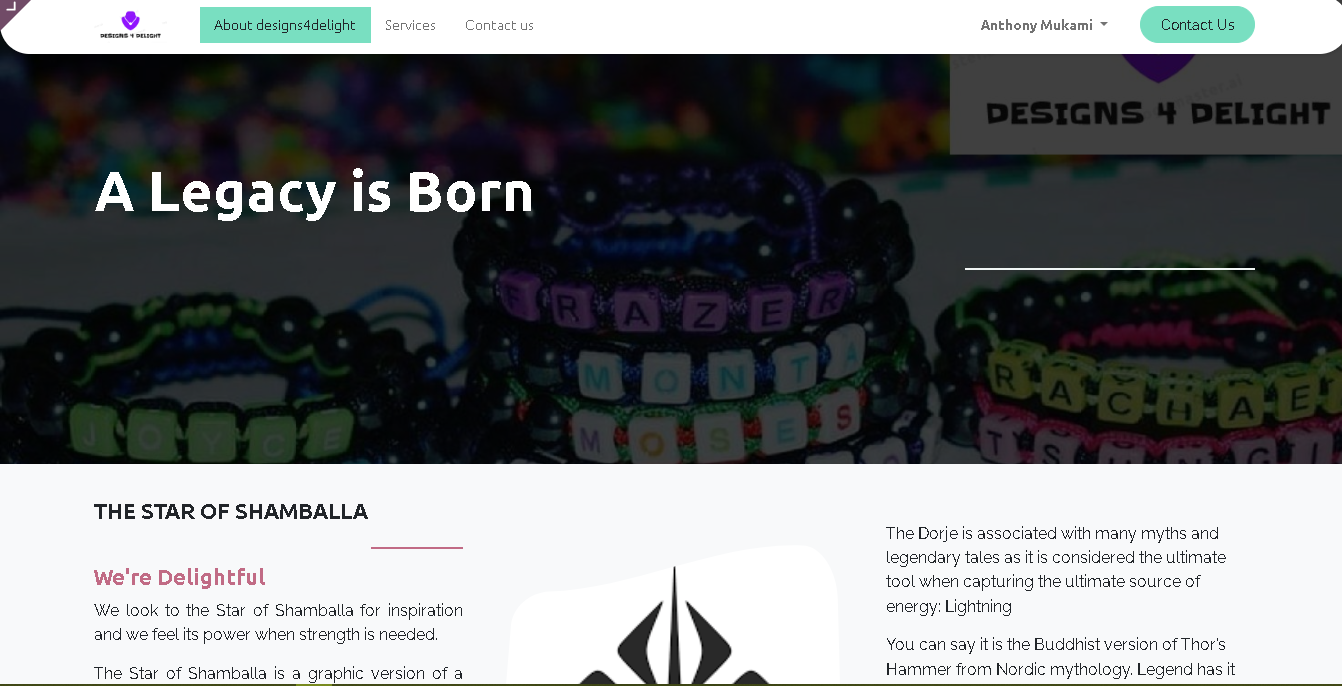 DESIGNS 4 DELIGHT
About designs4delight
Services
Contact us
Anthony Mukami
Contact Us
DESIGNS 4 DELIGHT
A Legacy is Born
FRAZER
MONTA
MOSES
JOYCE
RACHAE
THE STAR OF SHAMBALLA
We're Delightful
We look to the Star of Shamballa for inspiration
and we feel its power when strength is needed.
The Star of Shamballa is a graphic version of a
The Dorje is associated with many myths and
legendary tales as it is considered the ultimate
tool when capturing the ultimate source of
energy: Lightning
You can say it is the Buddhist version of Thor's
Hammer from Nordic mythology. Legend has it